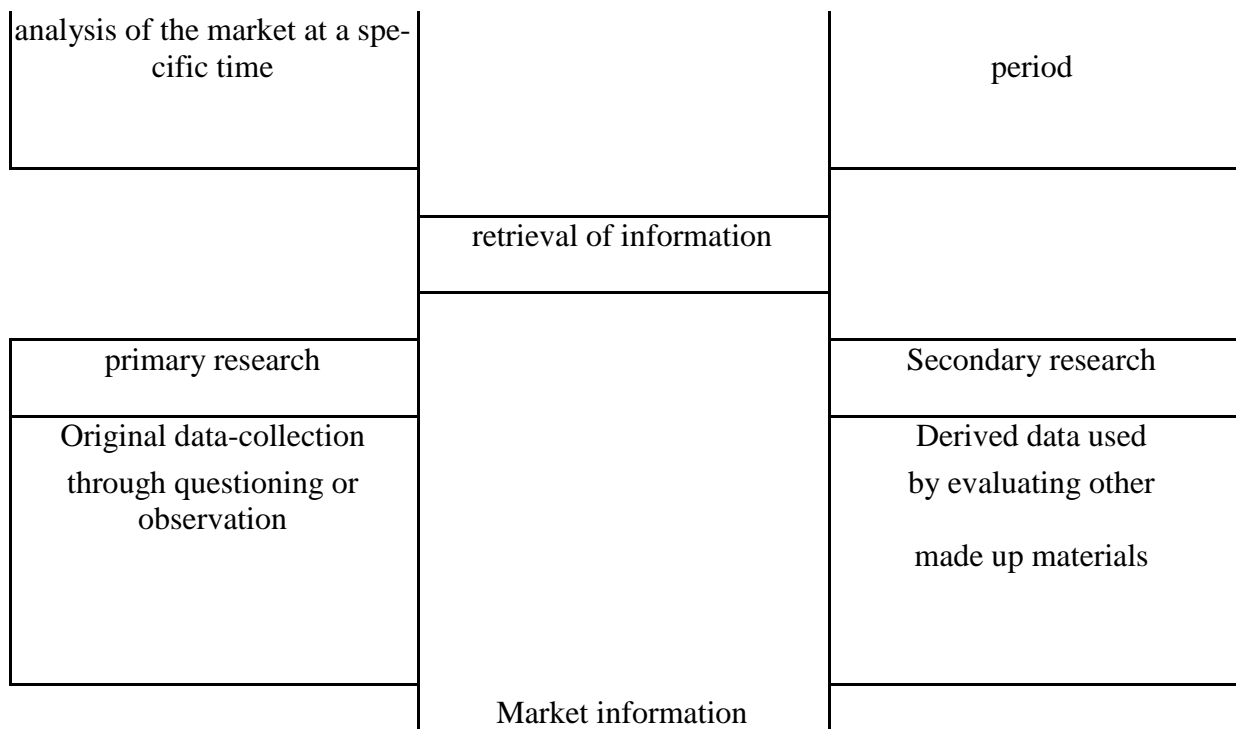 analysis of the market at a spe-
cific time
period
retrieval of information
primary research
Secondary research
Original data-collection
through questioning or
observation
Derived data used
by evaluating other
made up materials
Market information